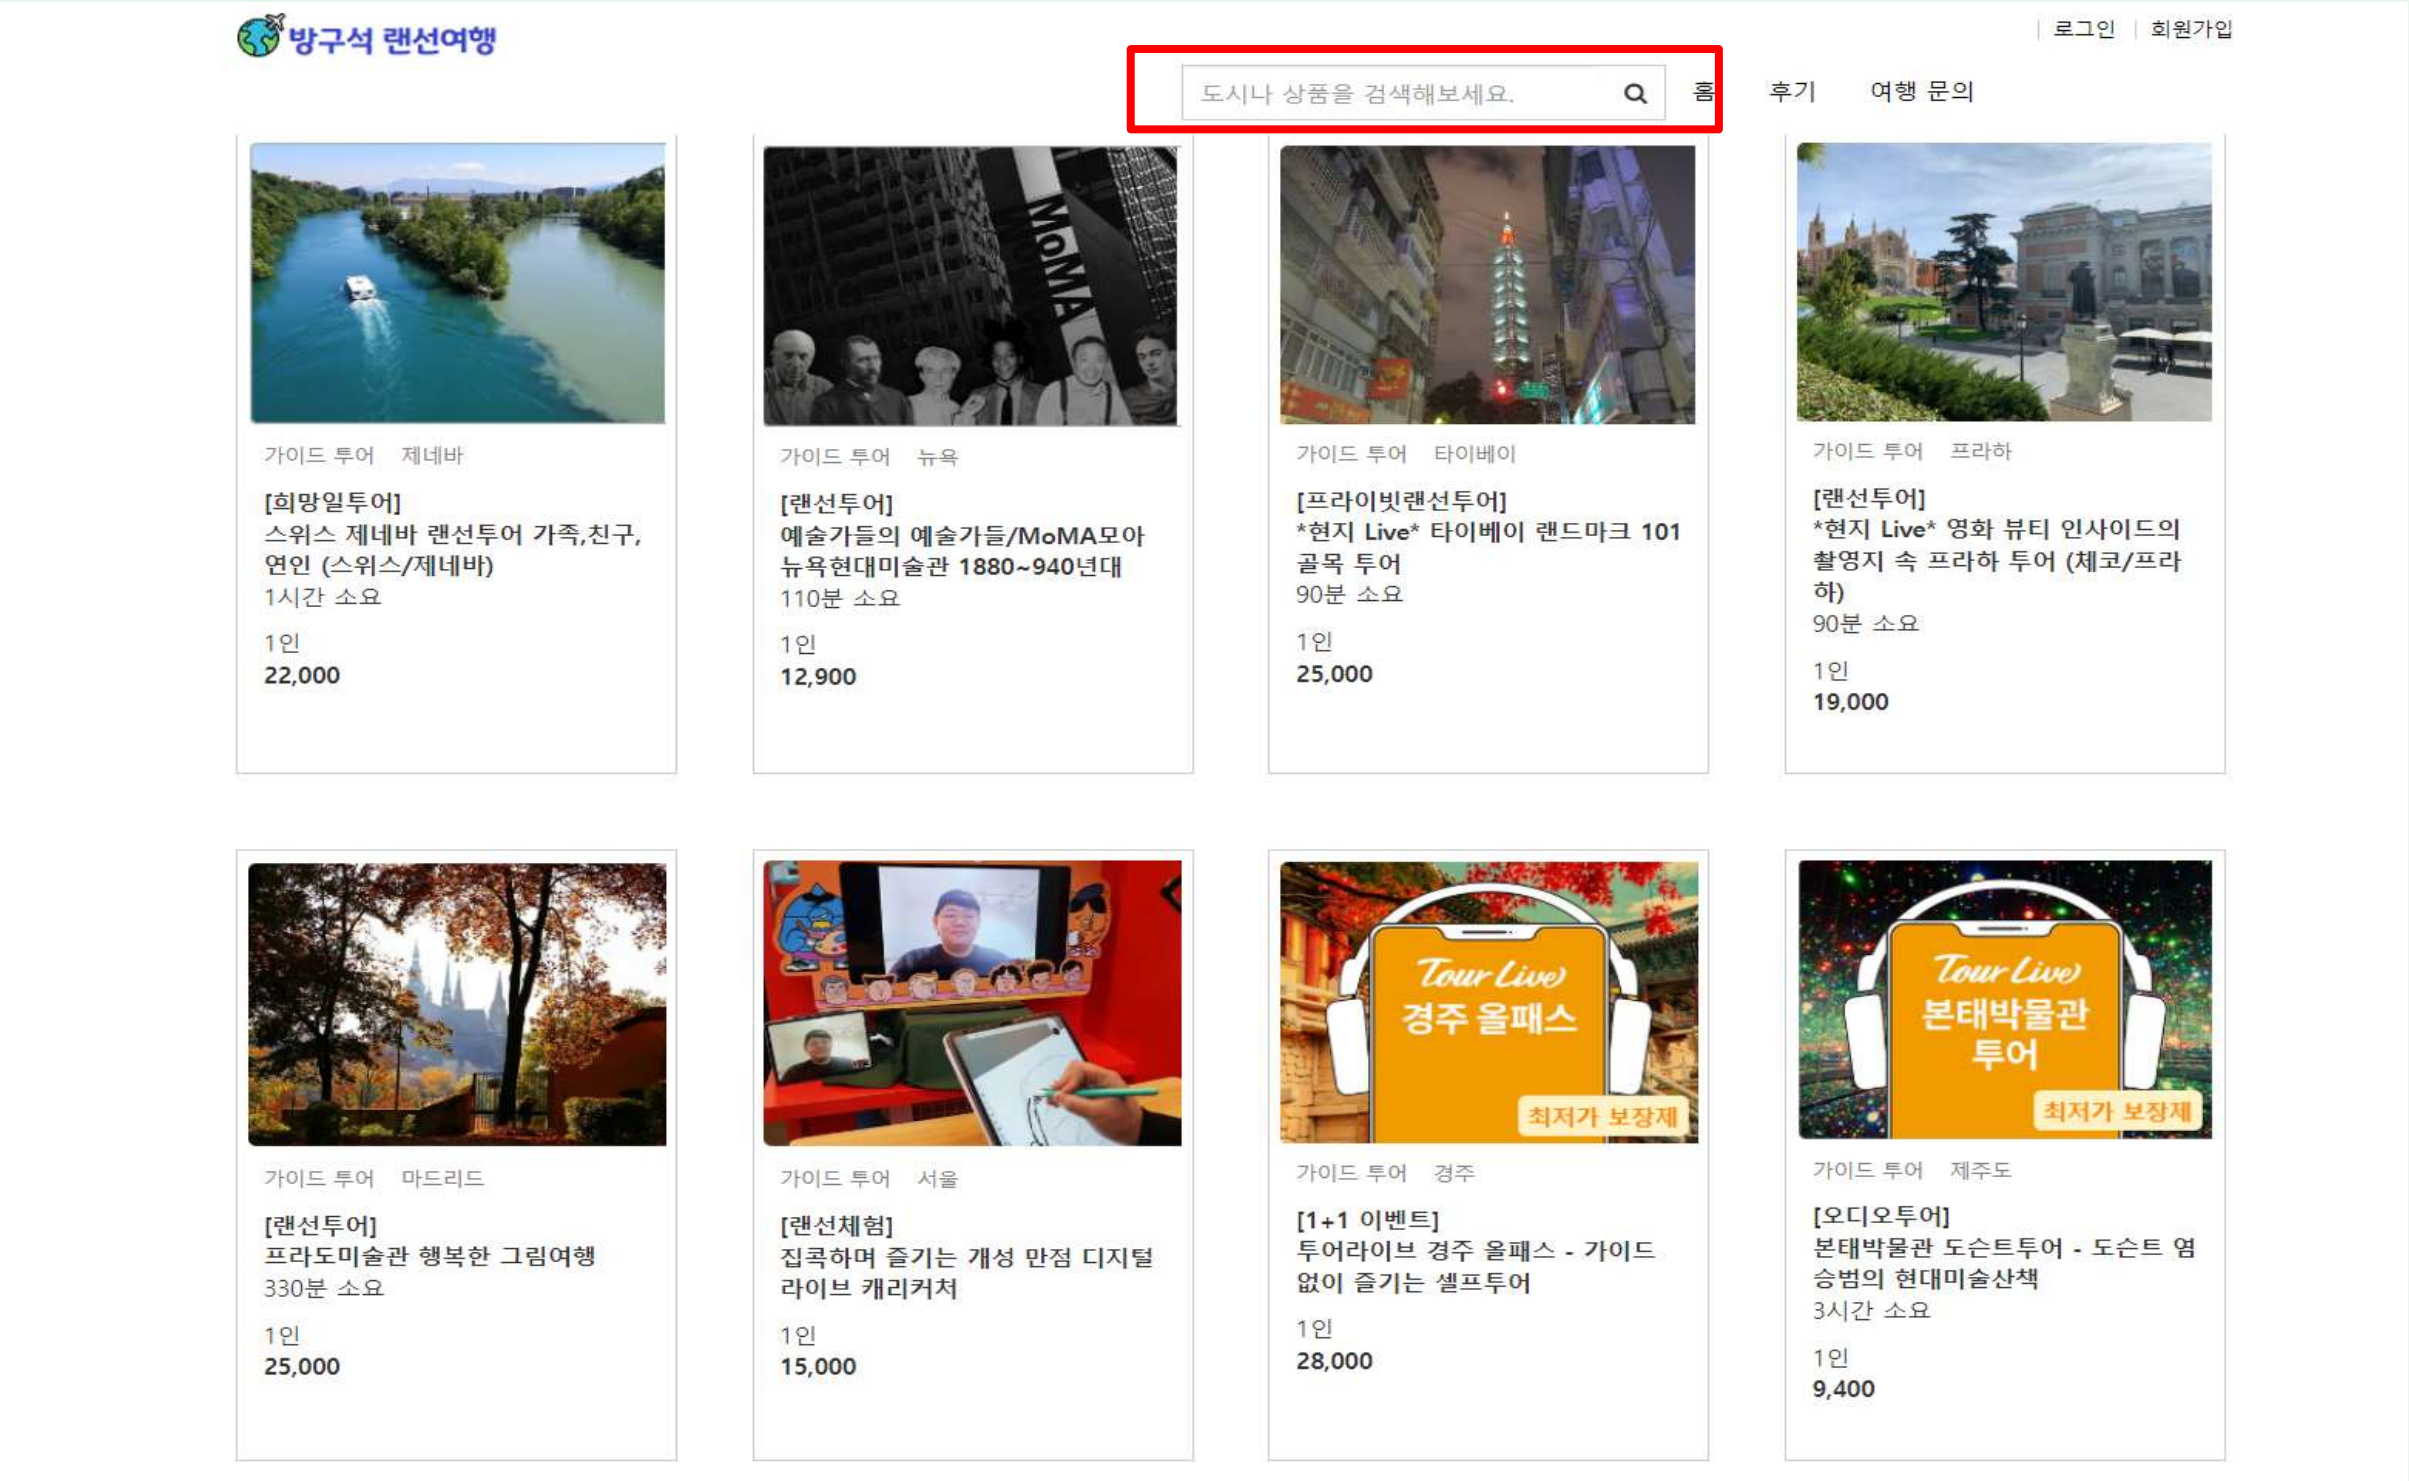 방구석 랜선여행
로그인 회원가입
도시나 상품을 검색해보세요. 홈 후기 여행 문의
MoMA
가이드 투어 제네바
[희망일투어]
스위스 제네바 랜선투어 가족,친구,
연인 (스위스/제네바)
1시간 소요
1인
22,000
가이드 투어 뉴욕
[랜선투어]
예술가들의 예술가들/MoMA모아
뉴욕현대미술관 1880~940년대
110분 소요
1인
12,900
가이드 투어 타이베이
[프라이빗랜선투어]
*현지 Live* 타이베이 랜드마크 101
골목 투어
90분 소요
1인
25,000
가이드 투어 프라하
[랜선투어]
*현지 Live* 영화 뷰티 인사이드의
촬영지 속 프라하 투어 (체코/프라
하)
90분 소요
1인
19,000
가이드 투어 마드리드
[랜선투어]
프라도미술관 행복한 그림여행
330분 소요
1인
25,000
가이드 투어 서울
[랜선체험]
집콕하며 즐기는 개성 만점 디지털
라이브 캐리커처
1인
15,000
Tour Live
경주 올패스
최저가 보장제
가이드 투어 경주
[1+1 이벤트]
투어라이브 경주 올패스 - 가이드
없이 즐기는 셀프투어
1인
28,000
Tour Live
본태박물관
투어
최저가 보장제
가이드 투어 제주도
[오디오투어]
본태박물관 도슨트투어 - 도슨트 염
승범의 현대미술산책
3시간 소요
1인
9,400